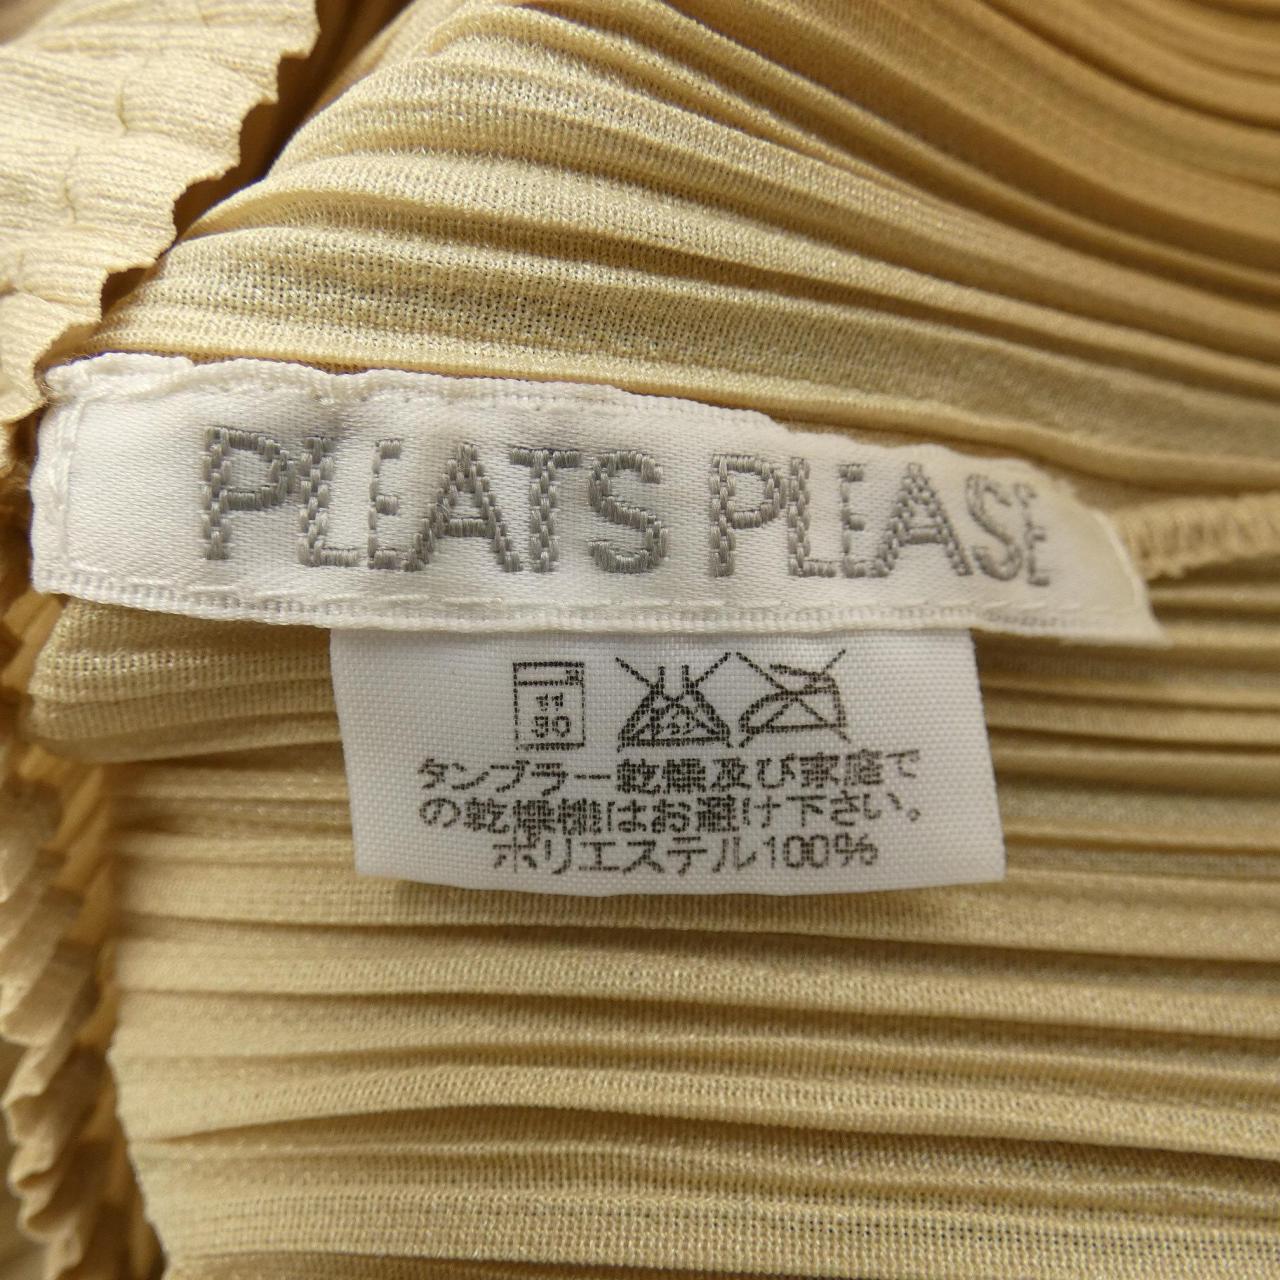 PLEATS PLEASE
タンブラー乾燥及び家庭で
の乾燥機はお避け下さい。
ポリエステル100%